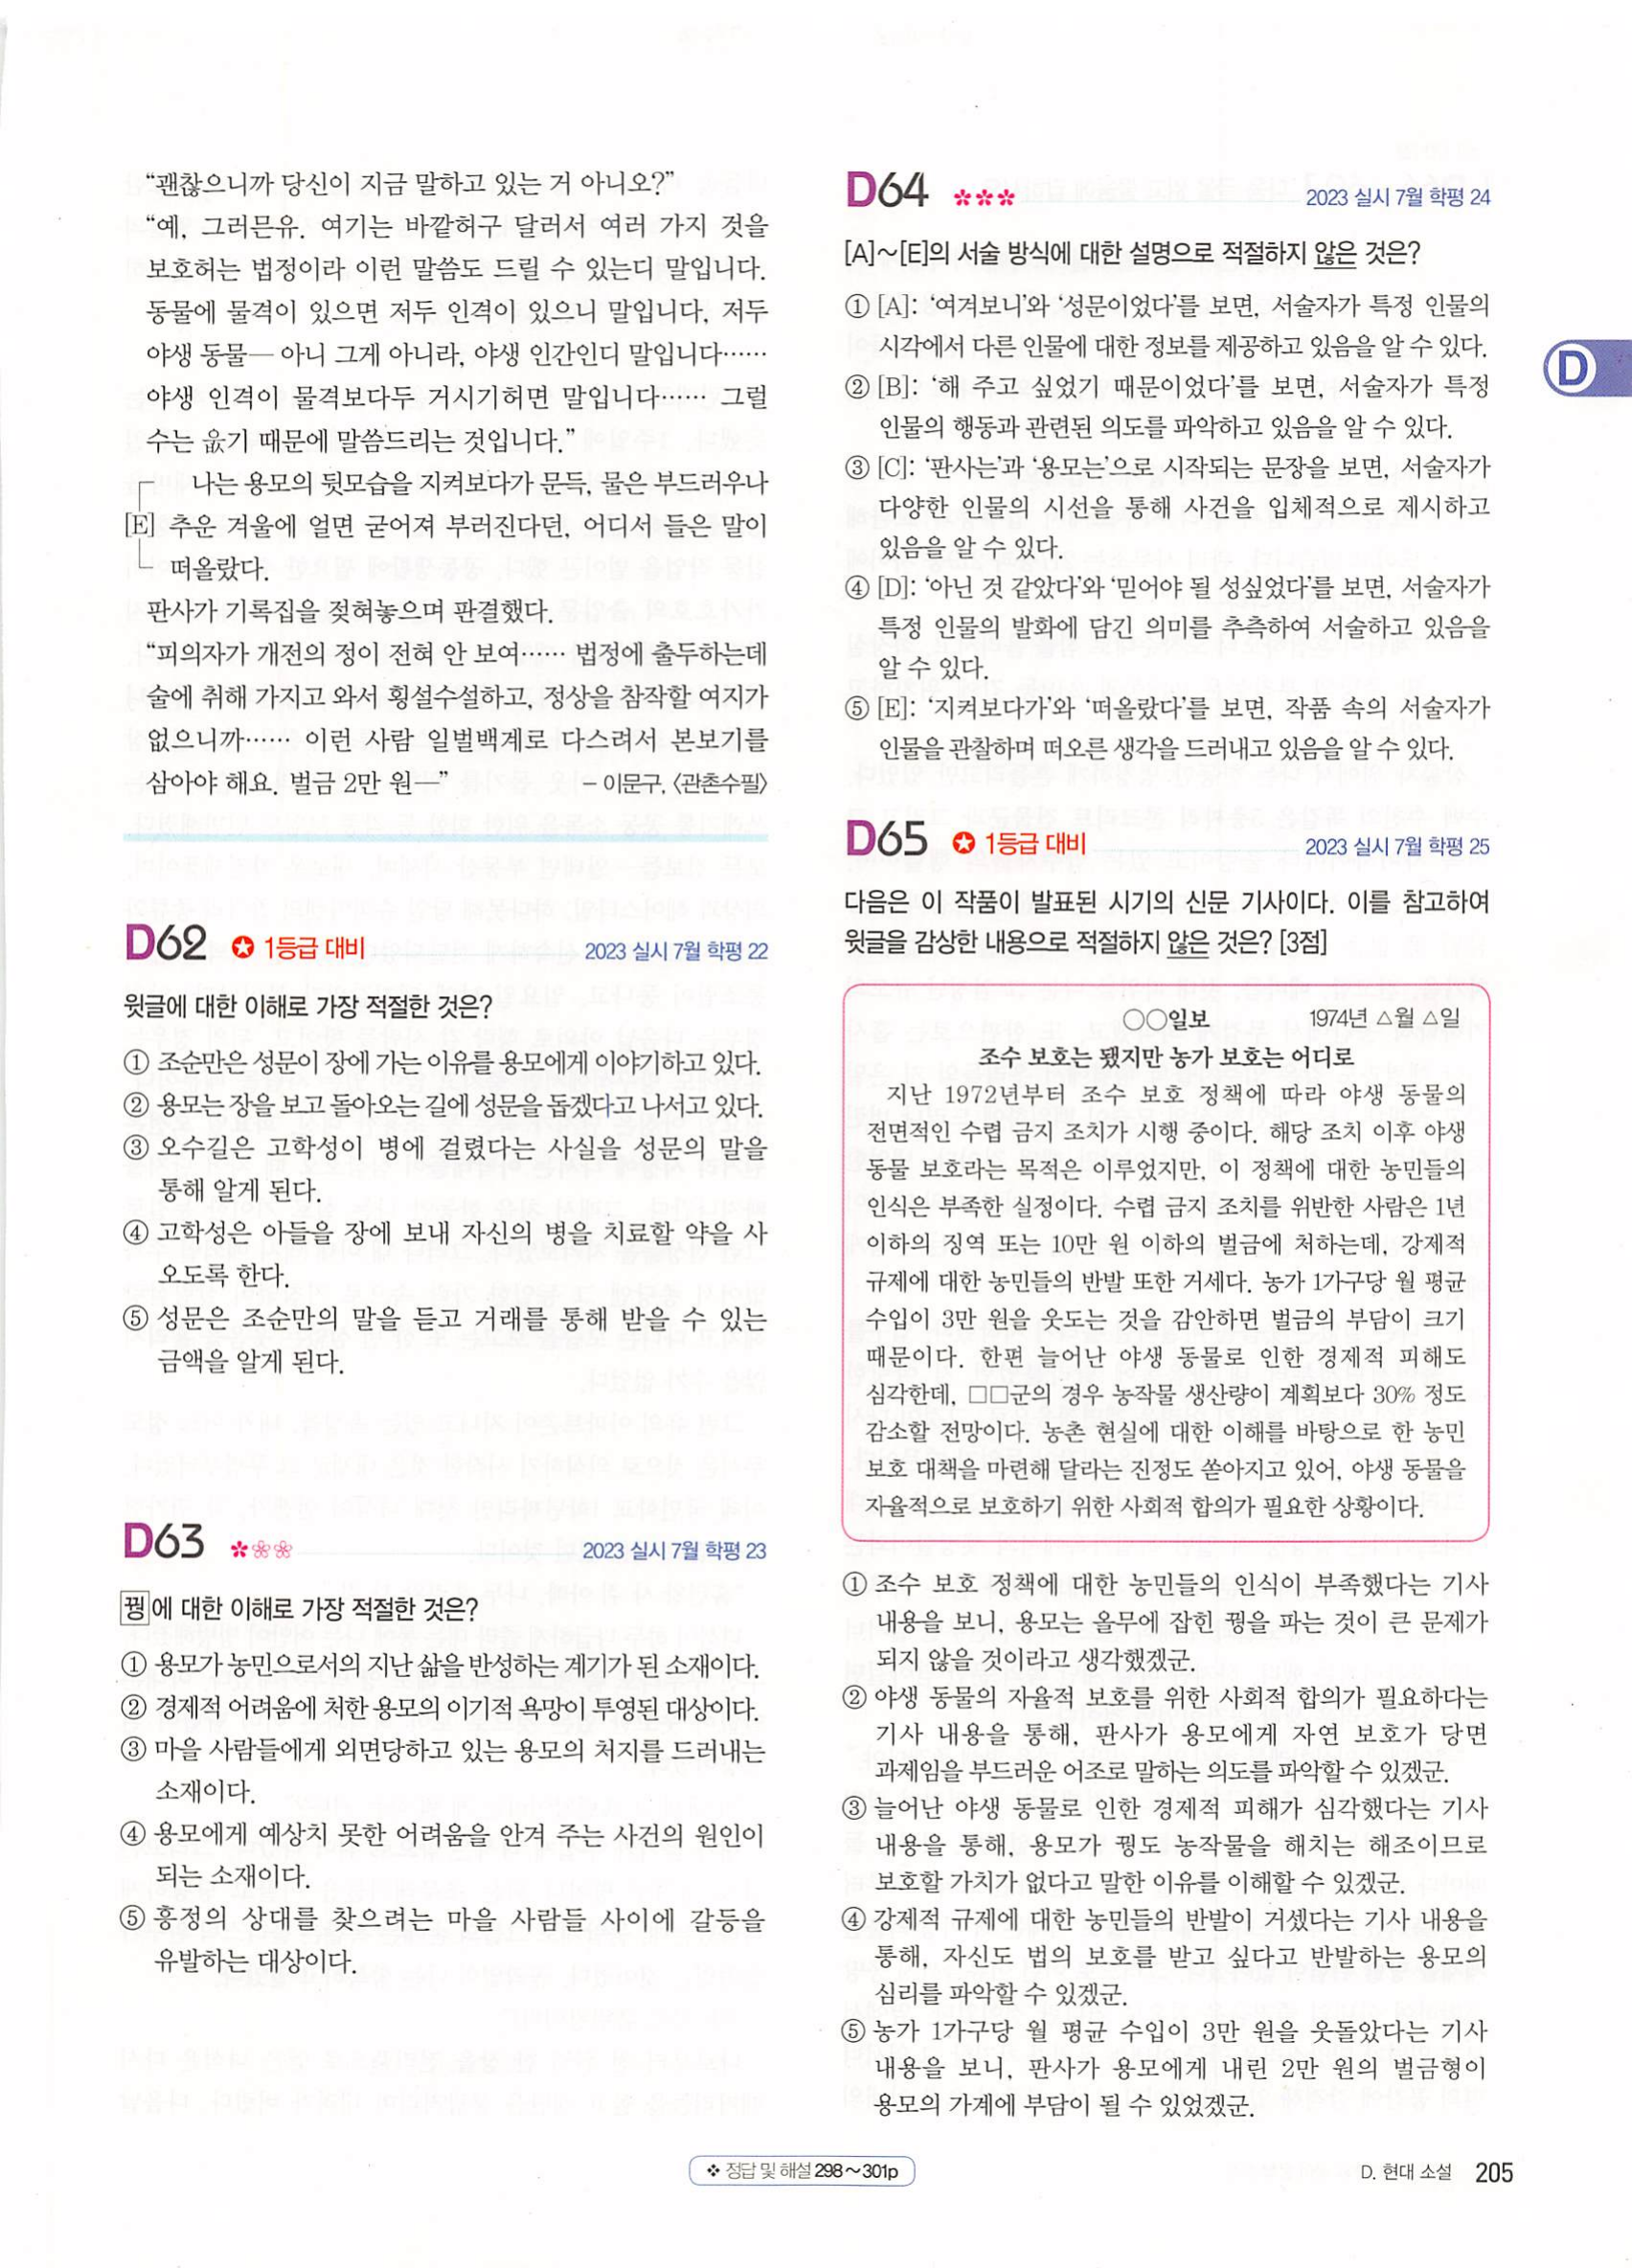 “괜찮으니까 당신이 지금 말하고 있는 거 아니오?”
“예, 그러믄유. 여기는 바깥허구 달러서 여러 가지 것을
보호허는 법정이라 이런 말씀도 드릴 수 있는디 말입니다.
동물에 물격이 있으면 저두 인격이 있으니 말입니다, 저두
야생 동물— 아니 그게 아니라, 야생 인간인디 말입니다……
야생 인격이 물격보다두 거시기허면 말입니다…… 그럴
수는 읎기 때문에 말씀드리는 것입니다.”
나는 용모의 뒷모습을 지켜보다가 문득, 물은 부드러우나
[E] 추운 겨울에 얼면 굳어져 부러진다던, 어디서 들은 말이
떠올랐다.
판사가 기록집을 젖혀놓으며 판결했다.
“피의자가 개전의 정이 전혀 안 보여…… 법정에 출두하는데
술에 취해 가지고 와서 횡설수설하고, 정상을 참작할 여지가
없으니까…… 이런 사람 일벌백계로 다스려서 본보기를
삼아야 해요. 벌금 2만 원—” – 이문구, 〈관촌수필〉
D62 ✪ 1등급 대비 2023 실시 7월 학평 22
윗글에 대한 이해로 가장 적절한 것은?
① 조순만은 성문이 장에 가는 이유를 용모에게 이야기하고 있다.
② 용모는 장을 보고 돌아오는 길에 성문을 돕겠다고 나서고 있다.
③ 오수길은 고학성이 병에 걸렸다는 사실을 성문의 말을
통해 알게 된다.
④ 고학성은 아들을 장에 보내 자신의 병을 치료할 약을 사
오도록 한다.
⑤ 성문은 조순만의 말을 듣고 거래를 통해 받을 수 있는
금액을 알게 된다.
D63 2023 실시 7월 학평 23
꿩에 대한 이해로 가장 적절한 것은?
① 용모가 농민으로서의 지난 삶을 반성하는 계기가 된 소재이다.
② 경제적 어려움에 처한 용모의 이기적 욕망이 투영된 대상이다.
③ 마을 사람들에게 외면당하고 있는 용모의 처지를 드러내는
소재이다.
④ 용모에게 예상치 못한 어려움을 안겨 주는 사건의 원인이
되는 소재이다.
⑤ 흥정의 상대를 찾으려는 마을 사람들 사이에 갈등을
유발하는 대상이다.
D64 2023 실시 7월 학평 24
[A]~[E]의 서술 방식에 대한 설명으로 적절하지 않은 것은?
① [A]: ‘여겨보니’와 ‘성문이었다’를 보면, 서술자가 특정 인물의
시각에서 다른 인물에 대한 정보를 제공하고 있음을 알 수 있다.
② [B]: ‘해 주고 싶었기 때문이었다’를 보면, 서술자가 특정
인물의 행동과 관련된 의도를 파악하고 있음을 알 수 있다.
③ [C]: ‘판사는’과 ‘용모는’으로 시작되는 문장을 보면, 서술자가
다양한 인물의 시선을 통해 사건을 입체적으로 제시하고
있음을 알 수 있다.
④ [D]: ‘아닌 것 같았다’와 ‘믿어야 될 성싶었다’를 보면, 서술자가
특정 인물의 발화에 담긴 의미를 추측하여 서술하고 있음을
알 수 있다.
⑤ [E]: ‘지켜보다가’와 ‘떠올랐다’를 보면, 작품 속의 서술자가
인물을 관찰하며 떠오른 생각을 드러내고 있음을 알 수 있다.
D65 ✪ 1등급 대비 2023 실시 7월 학평 25
다음은 이 작품이 발표된 시기의 신문 기사이다. 이를 참고하여
윗글을 감상한 내용으로 적절하지 않은 것은? [3점]
○○일보 1974년 △월 △일
조수 보호는 됐지만 농가 보호는 어디로
지난 1972년부터 조수 보호 정책에 따라 야생 동물의
전면적인 수렵 금지 조치가 시행 중이다. 해당 조치 이후 야생
동물 보호라는 목적은 이루었지만, 이 정책에 대한 농민들의
인식은 부족한 실정이다. 수렵 금지 조치를 위반한 사람은 1년
이하의 징역 또는 10만 원 이하의 벌금에 처하는데, 강제적
규제에 대한 농민들의 반발 또한 거세다. 농가 1가구당 월 평균
수입이 3만 원을 웃도는 것을 감안하면 벌금의 부담이 크기
때문이다. 한편 늘어난 야생 동물로 인한 경제적 피해도
심각한데, □□군의 경우 농작물 생산량이 계획보다 30% 정도
감소할 전망이다. 농촌 현실에 대한 이해를 바탕으로 한 농민
보호 대책을 마련해 달라는 진정도 쏟아지고 있어, 야생 동물을
자율적으로 보호하기 위한 사회적 합의가 필요한 상황이다.
① 조수 보호 정책에 대한 농민들의 인식이 부족했다는 기사
내용을 보니, 용모는 올무에 잡힌 꿩을 파는 것이 큰 문제가
되지 않을 것이라고 생각했겠군.
② 야생 동물의 자율적 보호를 위한 사회적 합의가 필요하다는
기사 내용을 통해, 판사가 용모에게 자연 보호가 당면
과제임을 부드러운 어조로 말하는 의도를 파악할 수 있겠군.
③ 늘어난 야생 동물로 인한 경제적 피해가 심각했다는 기사
내용을 통해, 용모가 꿩도 농작물을 해치는 해조이므로
보호할 가치가 없다고 말한 이유를 이해할 수 있겠군.
④ 강제적 규제에 대한 농민들의 반발이 거셌다는 기사 내용을
통해, 자신도 법의 보호를 받고 싶다고 반발하는 용모의
심리를 파악할 수 있겠군.
⑤ 농가 1가구당 월 평균 수입이 3만 원을 웃돌았다는 기사
내용을 보니, 판사가 용모에게 내린 2만 원의 벌금형이
용모의 가계에 부담이 될 수 있었겠군.
D
❖ 정답 및 해설 298~301p
D. 현대 소설 205